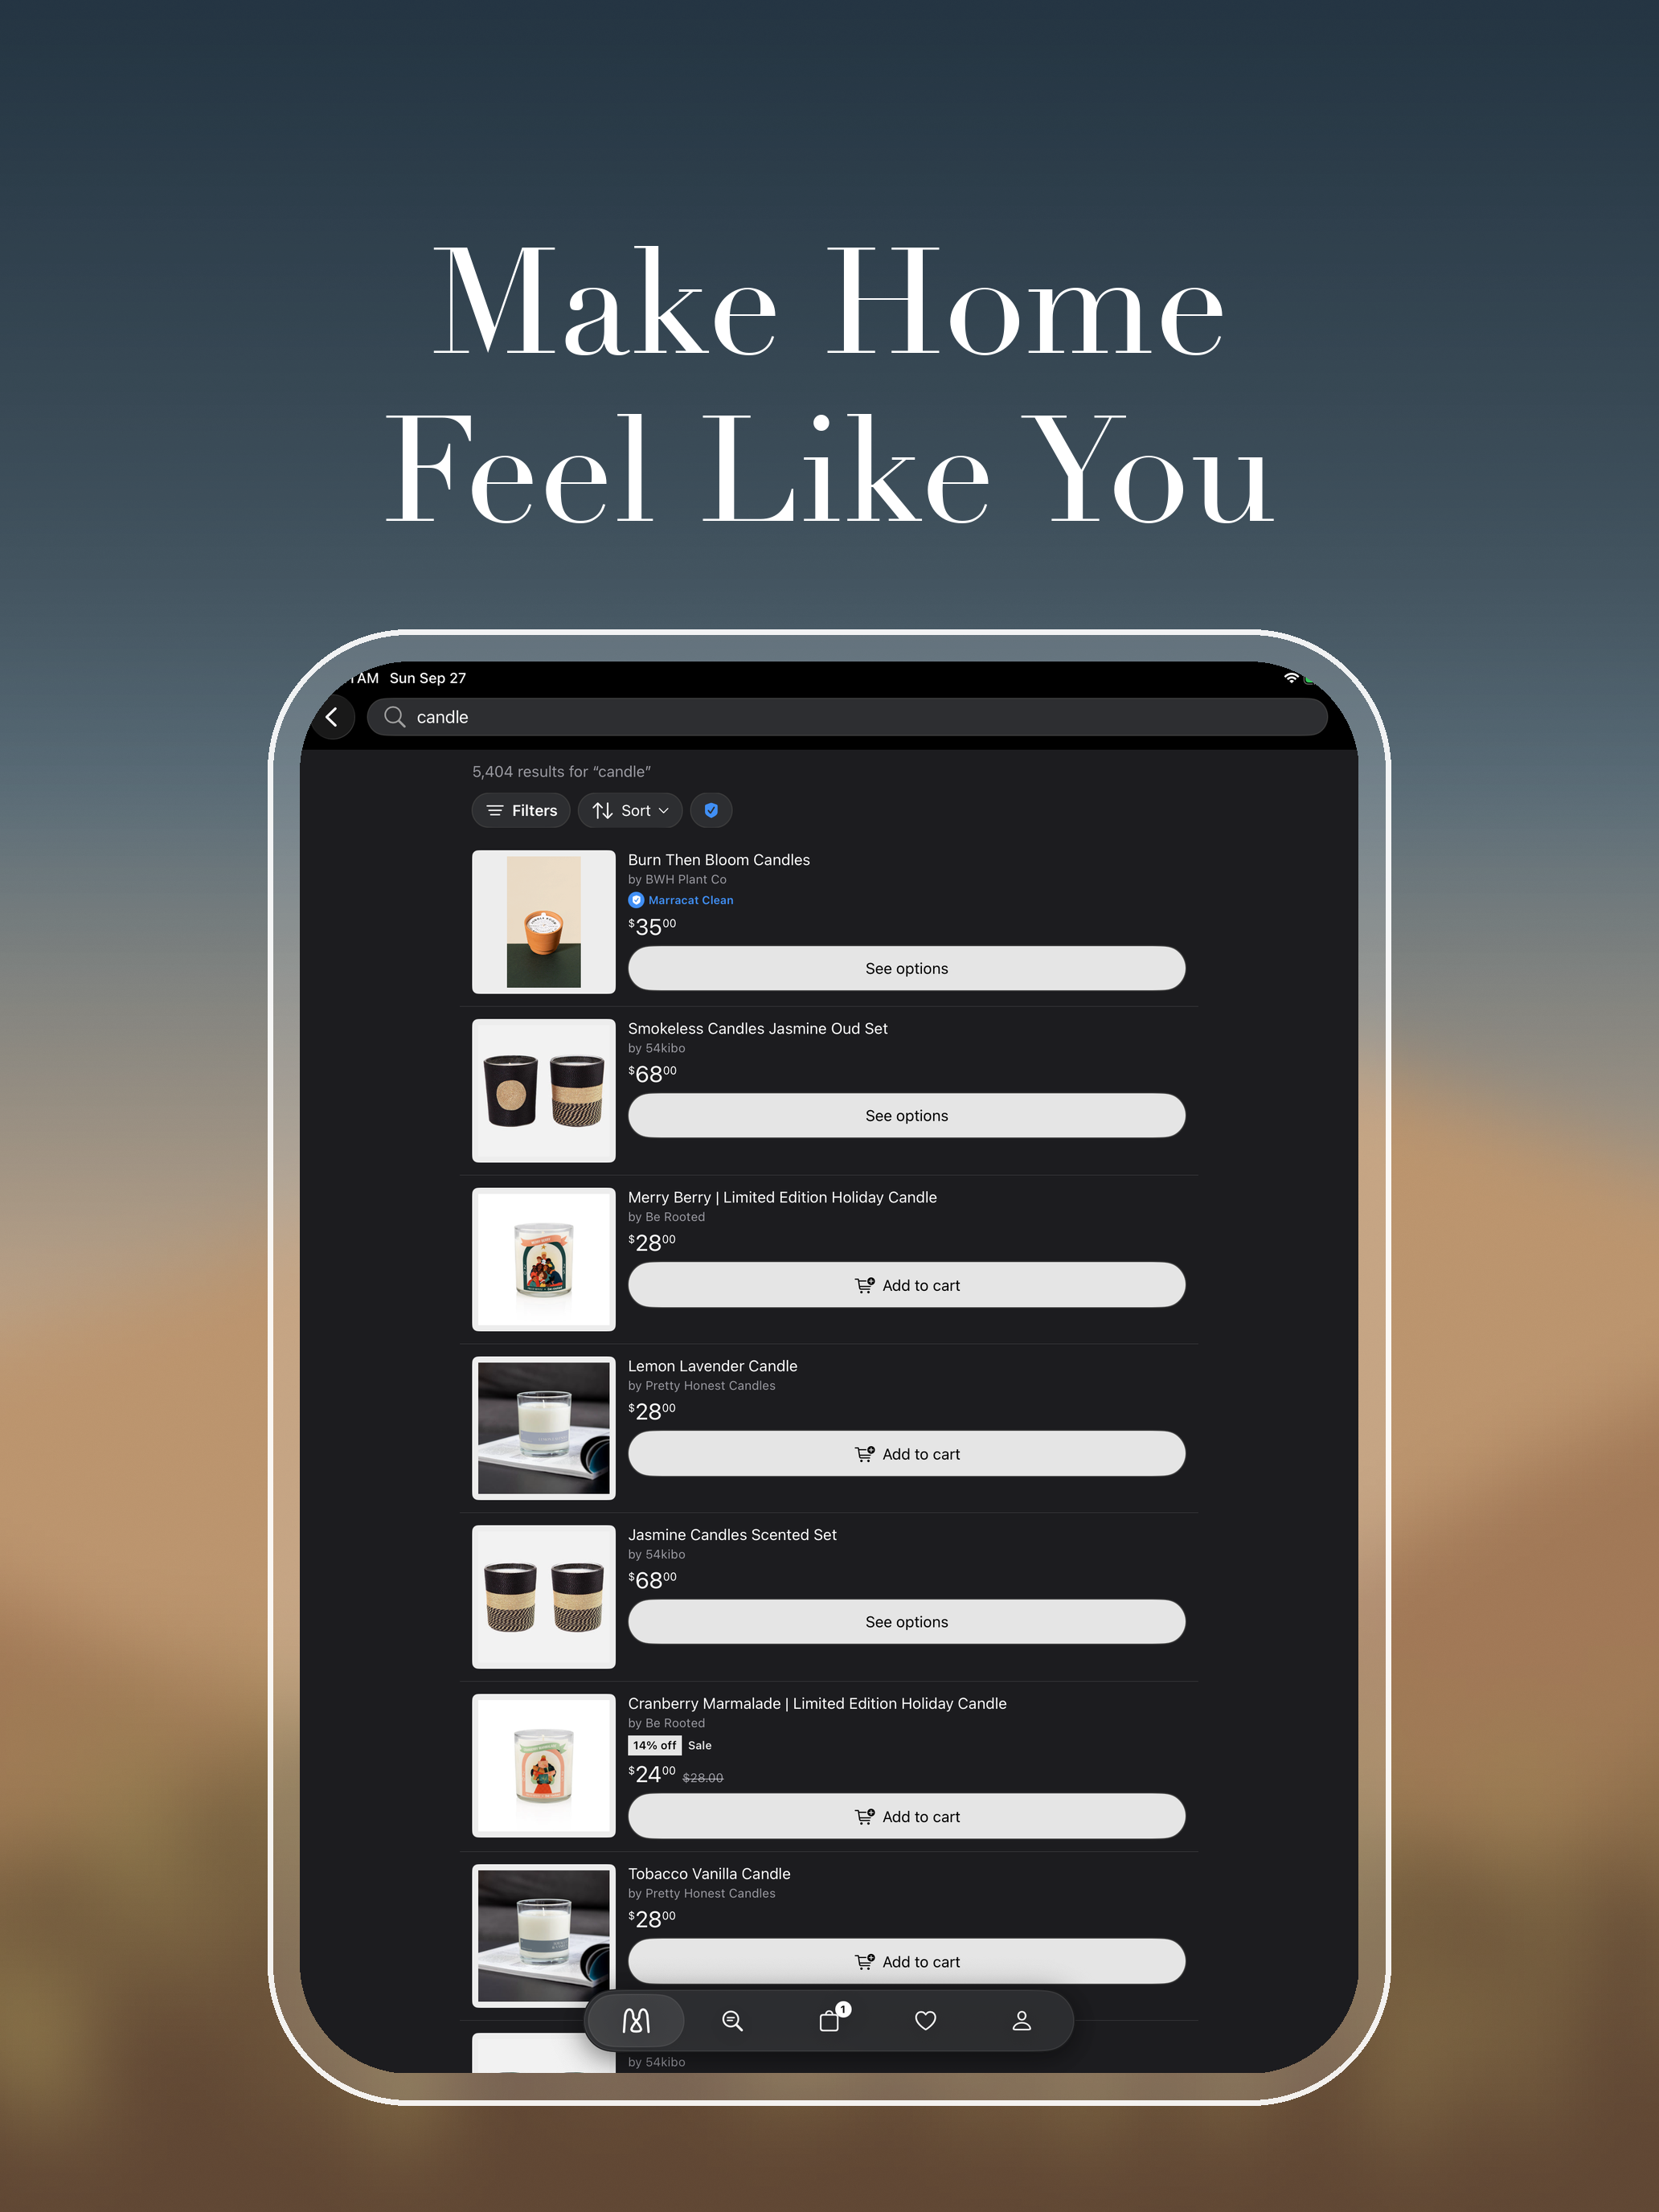 Make Home
Feel Like You
AM Sun Sep 27
candle
5,404 results for “candle”
Filters Sort
Burn Then Bloom Candles
by BWH Plant Co
Marracat Clean
$3500
See options
Smokeless Candles Jasmine Oud Set
by 54kibo
$6800
See options
Merry Berry | Limited Edition Holiday Candle
by Be Rooted
$2800
Add to cart
Lemon Lavender Candle
by Pretty Honest Candles
$2800
Add to cart
Jasmine Candles Scented Set
by 54kibo
$6800
See options
Cranberry Marmalade | Limited Edition Holiday Candle
by Be Rooted
14% off Sale
$2400 $28.00
Add to cart
Tobacco Vanilla Candle
by Pretty Honest Candles
$2800
Add to cart
1
by 54kibo